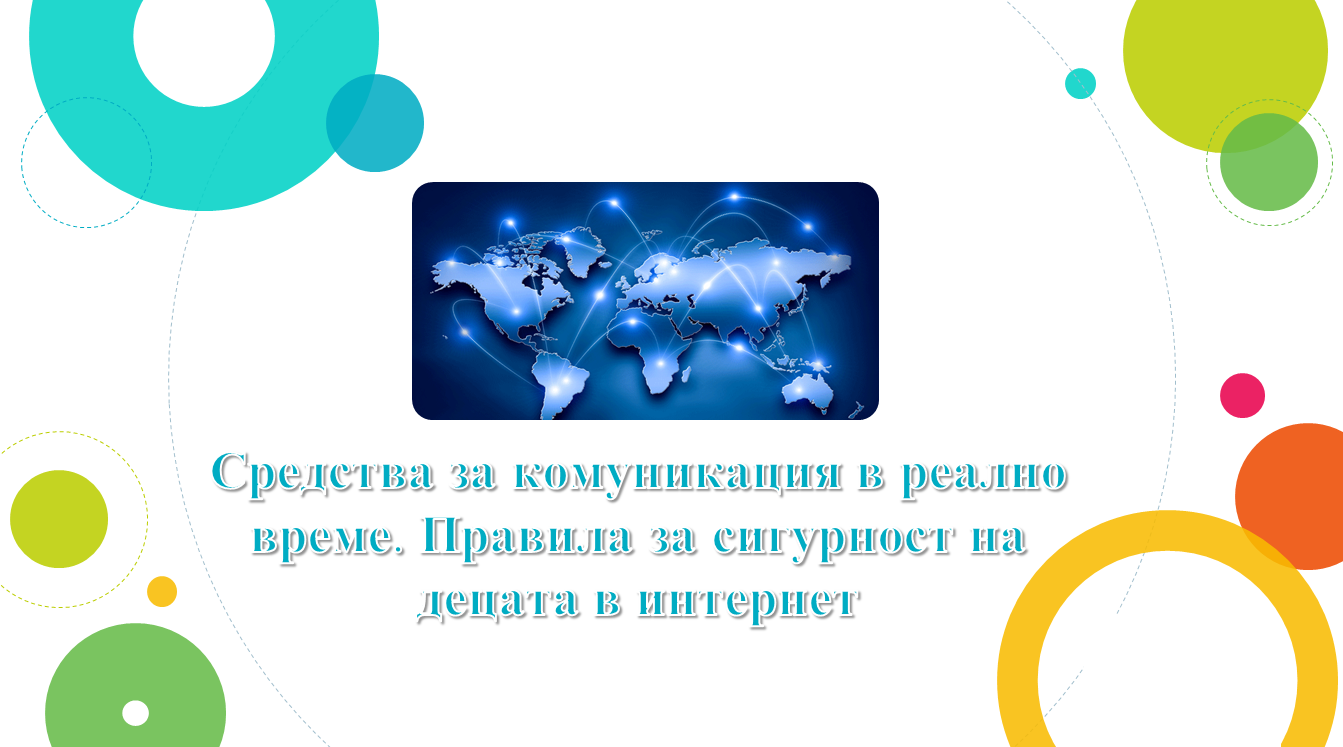 Средства за комуникация в реално
време. Правила за сигурност на
децата в интернет